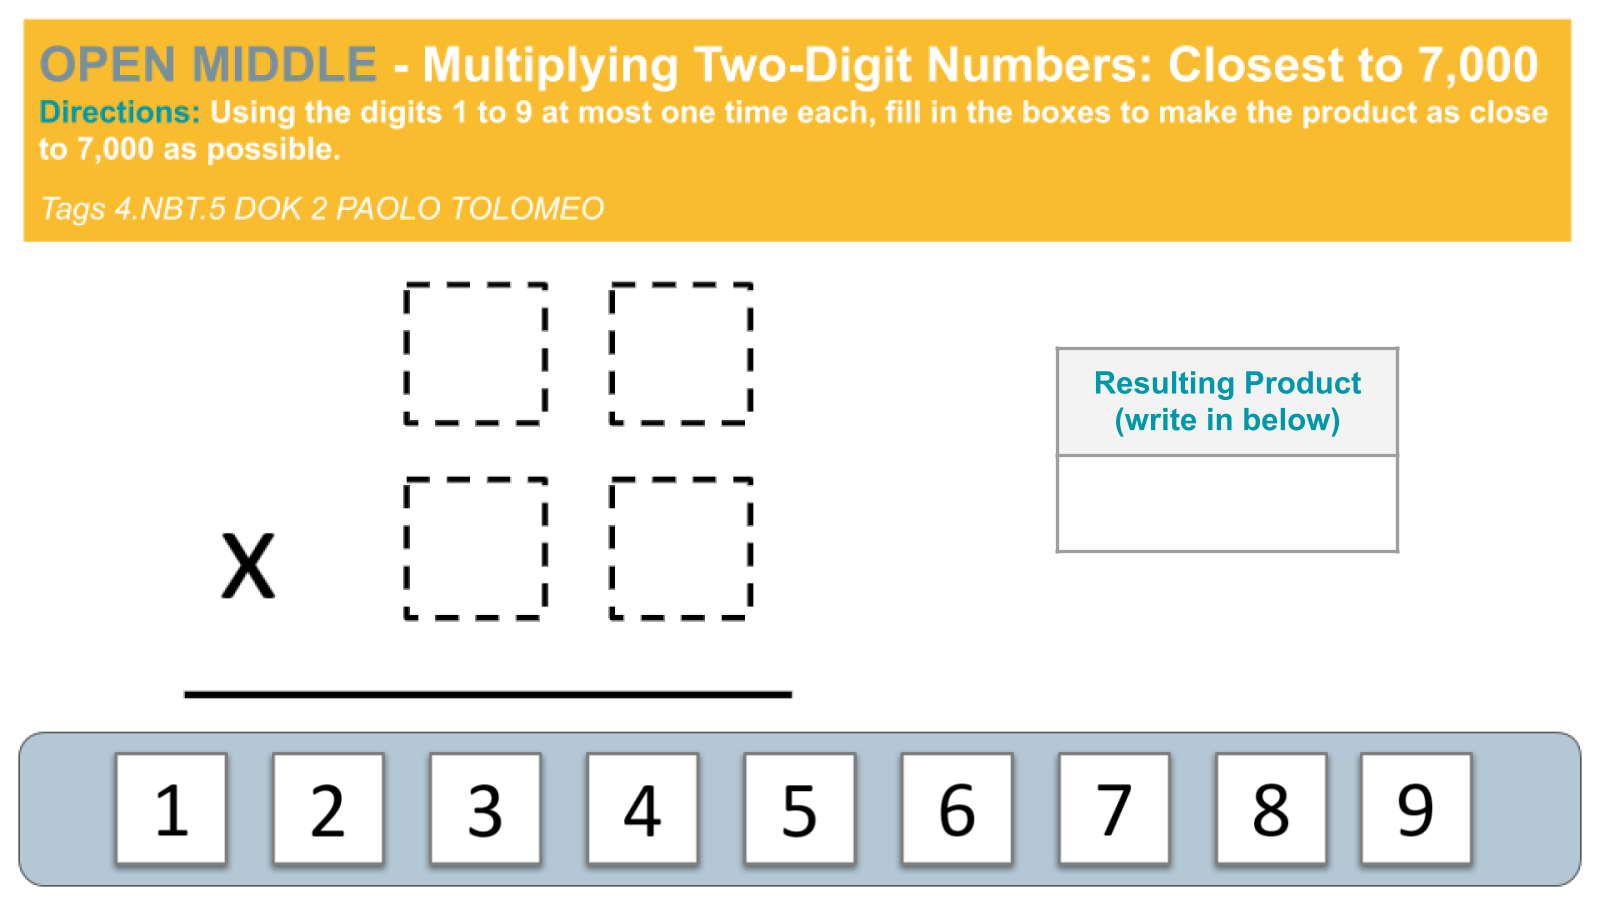 OPEN MIDDLE - Multiplying Two-Digit Numbers: Closest to 7,000
Directions: Using the digits 1 to 9 at most one time each, fill in the boxes to make the product as close
to 7,000 as possible.
Tags 4.NBT.5 DOK 2 PAOLO TOLOMEO
Resulting Product
(write in below)
X
1 2 3 4 5 6 7 8 9